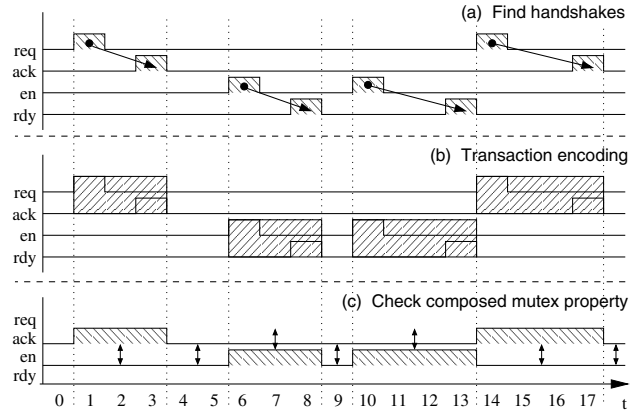 (a) Find handshakes
req
ack
en
rdy
(b) Transaction encoding
req
ack
en
rdy
(c) Check composed mutex property
req
ack
en
rdy
0 1 2 3 4 5 6 7 8 9 10 11 12 13 14 15 16 17 t